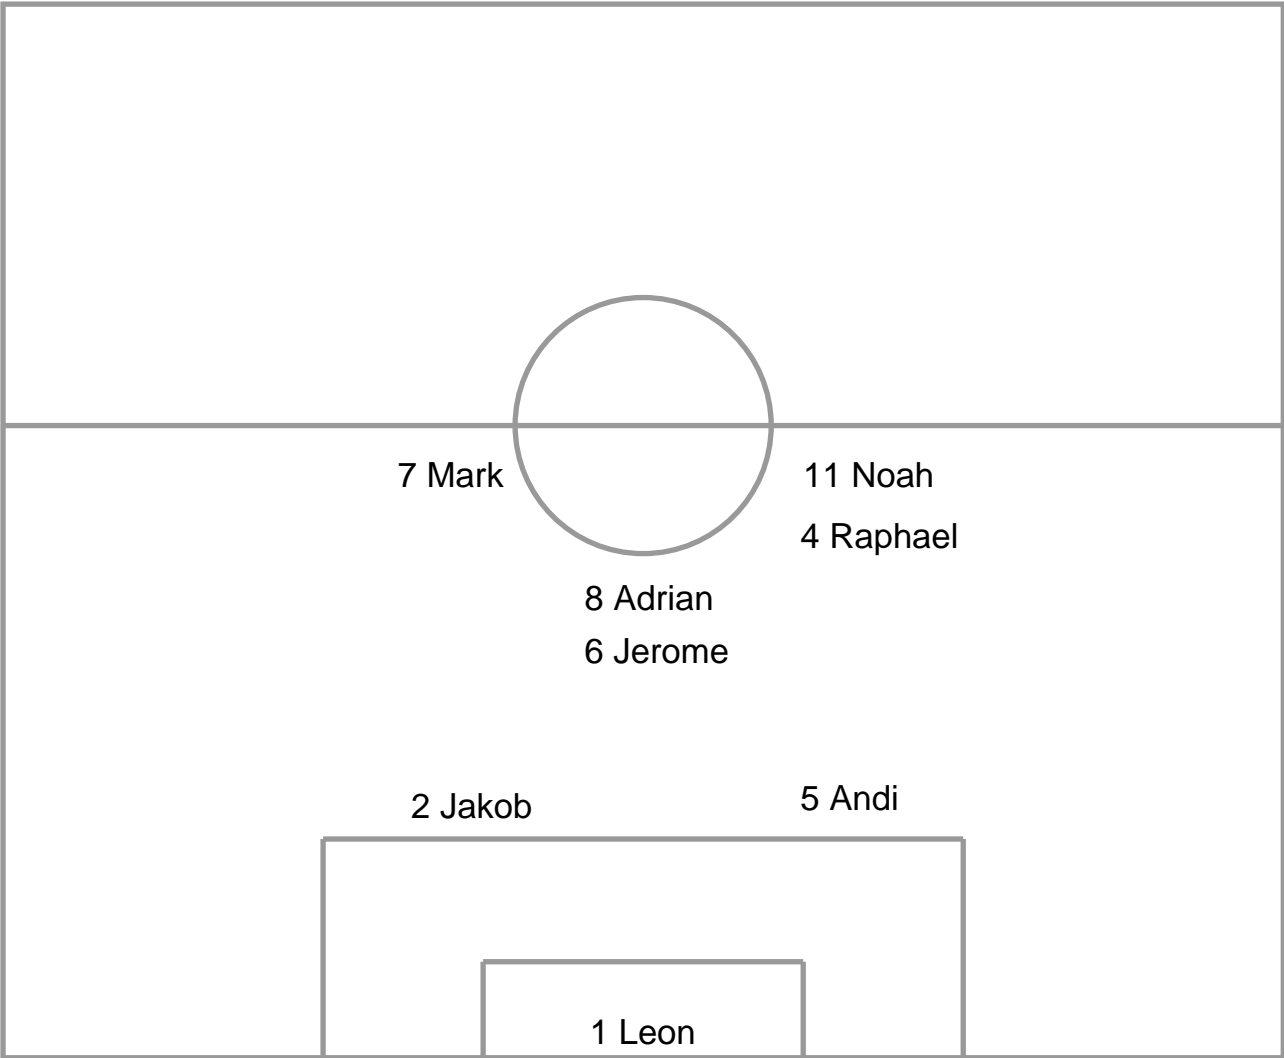 7 Mark
11 Noah
4 Raphael
8 Adrian
6 Jerome
2 Jakob
5 Andi
1 Leon